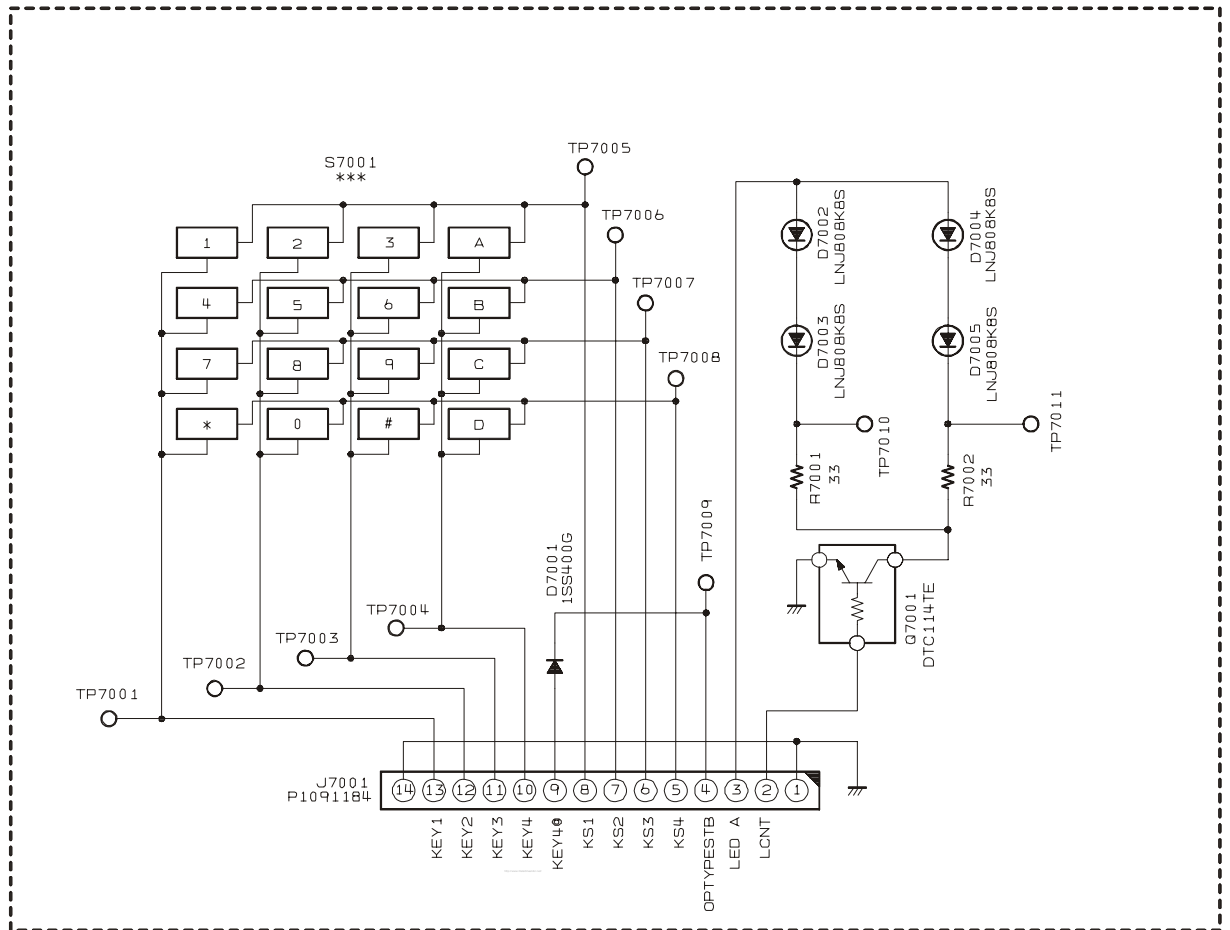 TP7005
S7001
***
TP7006
1 2 3 A
TP7007
4 5 6 B
TP7008
7 8 9 C
* 0 # D
D7002
LNJ808K8S
D7004
LNJ808K8S
D7003
LNJ808K8S
D7005
LNJ808K8S
TP7010
TP7011
R7001
33
R7002
33
D7001
1SS400G
TP7009
Q7001
DTC114TE
TP7004
TP7003
TP7002
TP7001
J7001
P1091184
14 13 12 11 10 9 8 7 6 5 4 3 2 1
KEY1
KEY2
KEY3
KEY4
KEY40
KS1
KS2
KS3
KS4
OPTYPESTB
LED A
LCNT